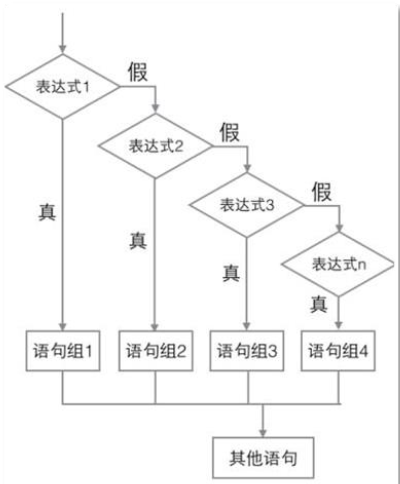 表达式1
假
表达式2
假
表达式3
假
表达式n
真
真
真
真
语句组1
语句组2
语句组3
语句组4
其他语句